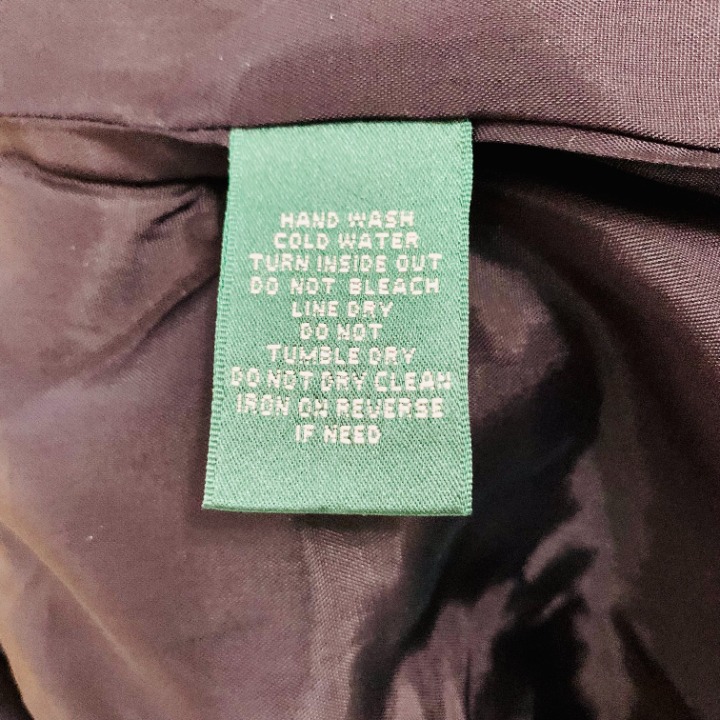 HAND WASH
COLD WATER
TURN INSIDE OUT
DO NOT BLEACH
LINE DRY
DO NOT
TUMBLE DRY
DO NOT DRY CLEAN
IRON ON REVERSE
IF NEED